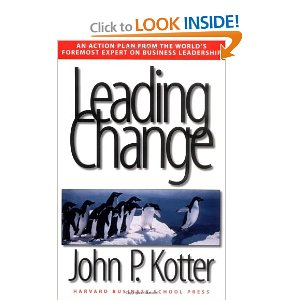 Click to LOOK INSIDE!
AN ACTION PLAN FROM THE WORLD'S
FOREMOST EXPERT ON BUSINESS LEADERSHIP
Leading
Change
John P. Kotter
HARVARD BUSINESS SCHOOL PRESS